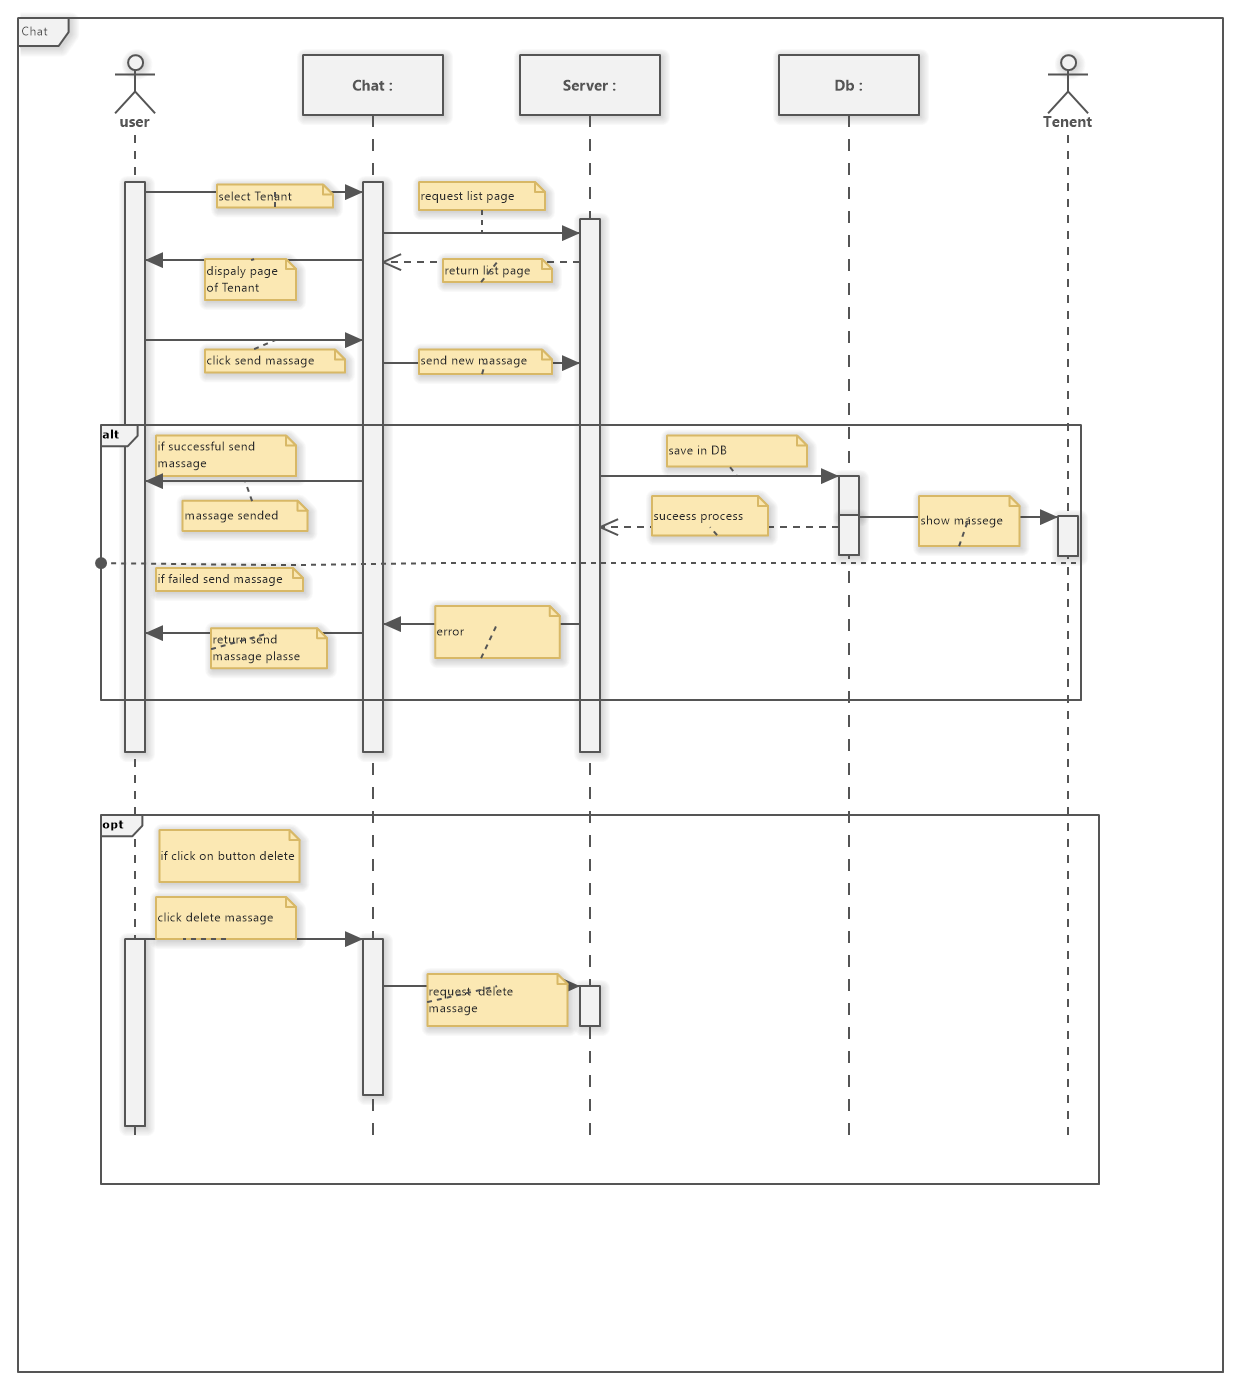 Chat
user
Chat :
Server :
Db :
Tenent
select Tenant
request list page
dispaly page
of Tenant
return list page
click send massage
send new massage
alt
if successful send
massage
save in DB
massage sended
suceess process
show massege
if failed send massage
error
return send
massage plasse
opt
if click on button delete
click delete massage
request delete
massage